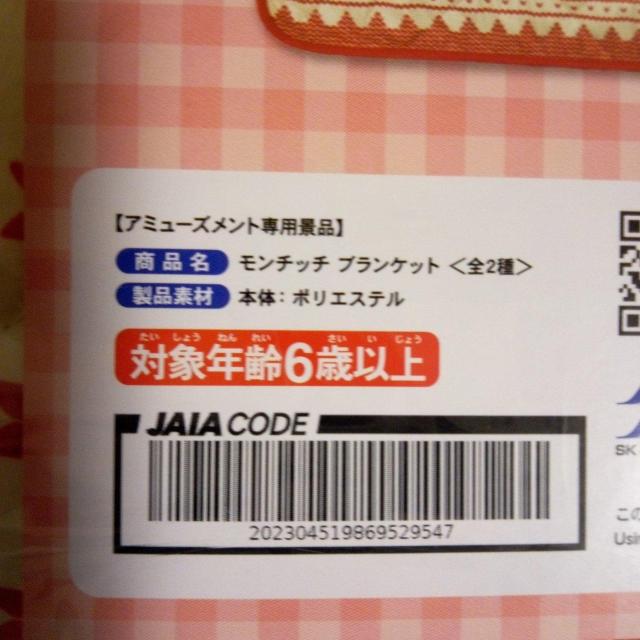 【アミューズメント専用景品】
商品名 モンチッチ ブランケット <全2種>
製品素材 本体：ポリエステル
たい しょう ねん れい さい い じょう
対象年齢6歳以上
JAIA CODE
202304519869529547
SK
この
Usin